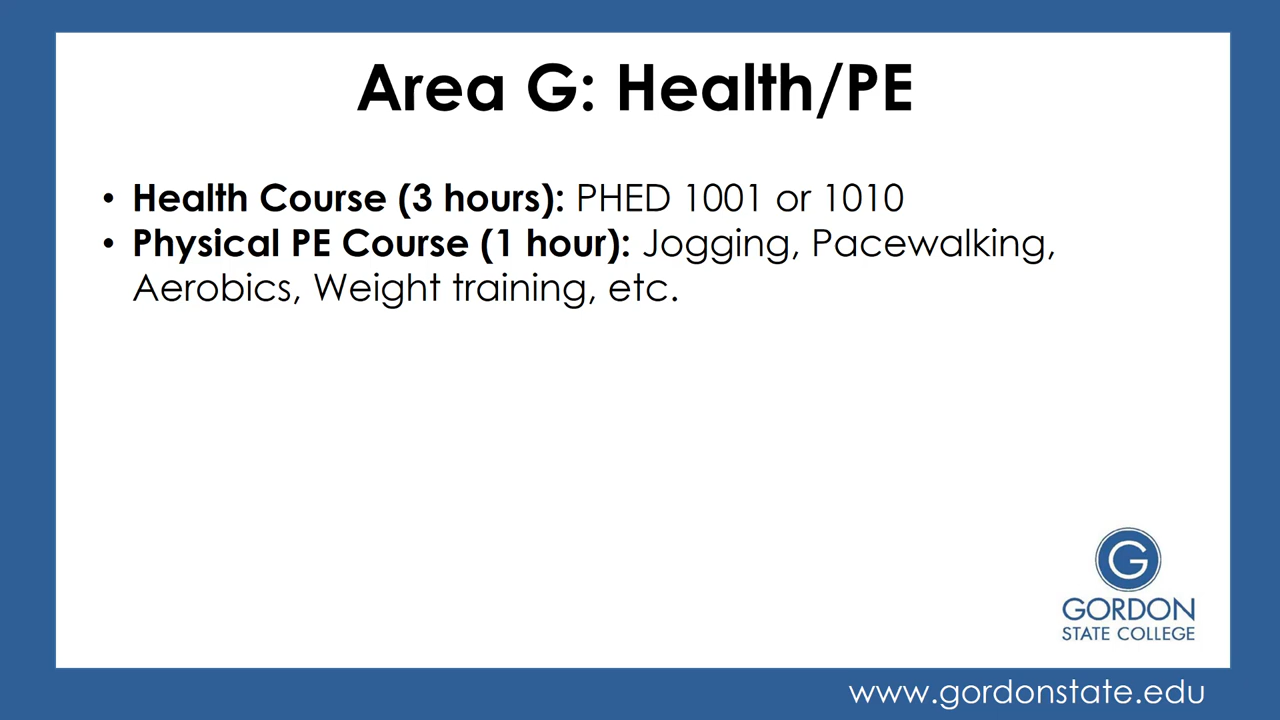 Area G: Health/PE
• Health Course (3 hours): PHED 1001 or 1010
• Physical PE Course (1 hour): Jogging, Pacewalking,
Aerobics, Weight training, etc.
G
GORDON
STATE COLLEGE
www.gordonstate.edu